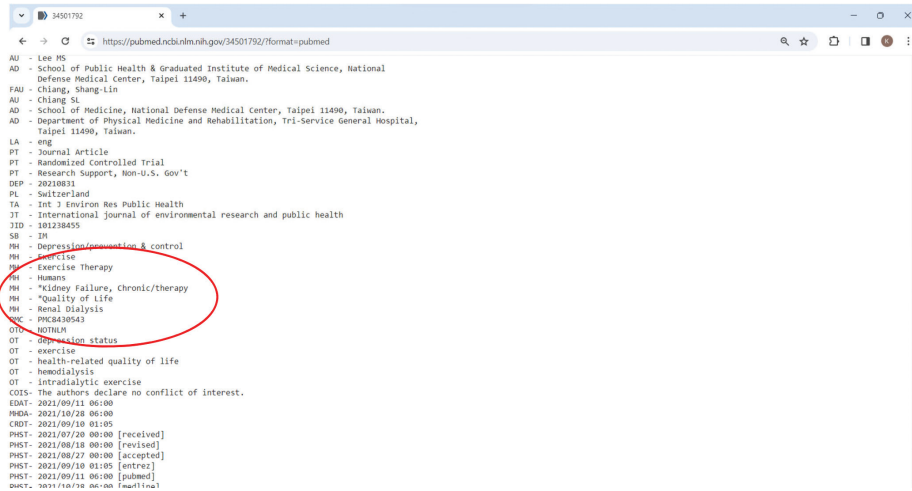 34501792
https://pubmed.ncbi.nlm.nih.gov/34501792/?format=pubmed
K
AU - Lee MS
AD - School of Public Health & Graduated Institute of Medical Science, National
Defense Medical Center, Taipei 11490, Taiwan.
FAU - Chiang, Shang-Lin
AU - Chiang SL
AD - School of Medicine, National Defense Medical Center, Taipei 11490, Taiwan.
AD - Department of Physical Medicine and Rehabilitation, Tri-Service General Hospital,
Taipei 11490, Taiwan.
LA - eng
PT - Journal Article
PT - Randomized Controlled Trial
PT - Research Support, Non-U.S. Gov't
DEP - 20210831
PL - Switzerland
TA - Int J Environ Res Public Health
JT - International journal of environmental research and public health
JID - 101238455
SB - IM
MH - Depression/prevention & control
MH - Exercise
MH - Exercise Therapy
MH - Humans
MH - *Kidney Failure, Chronic/therapy
MH - *Quality of Life
MH - Renal Dialysis
PMC - PMC8430543
OTO - NOTNLM
OT - depression status
OT - exercise
OT - health-related quality of life
OT - hemodialysis
OT - intradialytic exercise
COIS- The authors declare no conflict of interest.
EDAT- 2021/09/11 06:00
MHDA- 2021/10/28 06:00
CRDT- 2021/09/10 01:05
PHST- 2021/07/20 00:00 [received]
PHST- 2021/08/18 00:00 [revised]
PHST- 2021/08/27 00:00 [accepted]
PHST- 2021/09/10 01:05 [entrez]
PHST- 2021/09/11 06:00 [pubmed]
PHST- 2021/10/28 06:00 [medline]